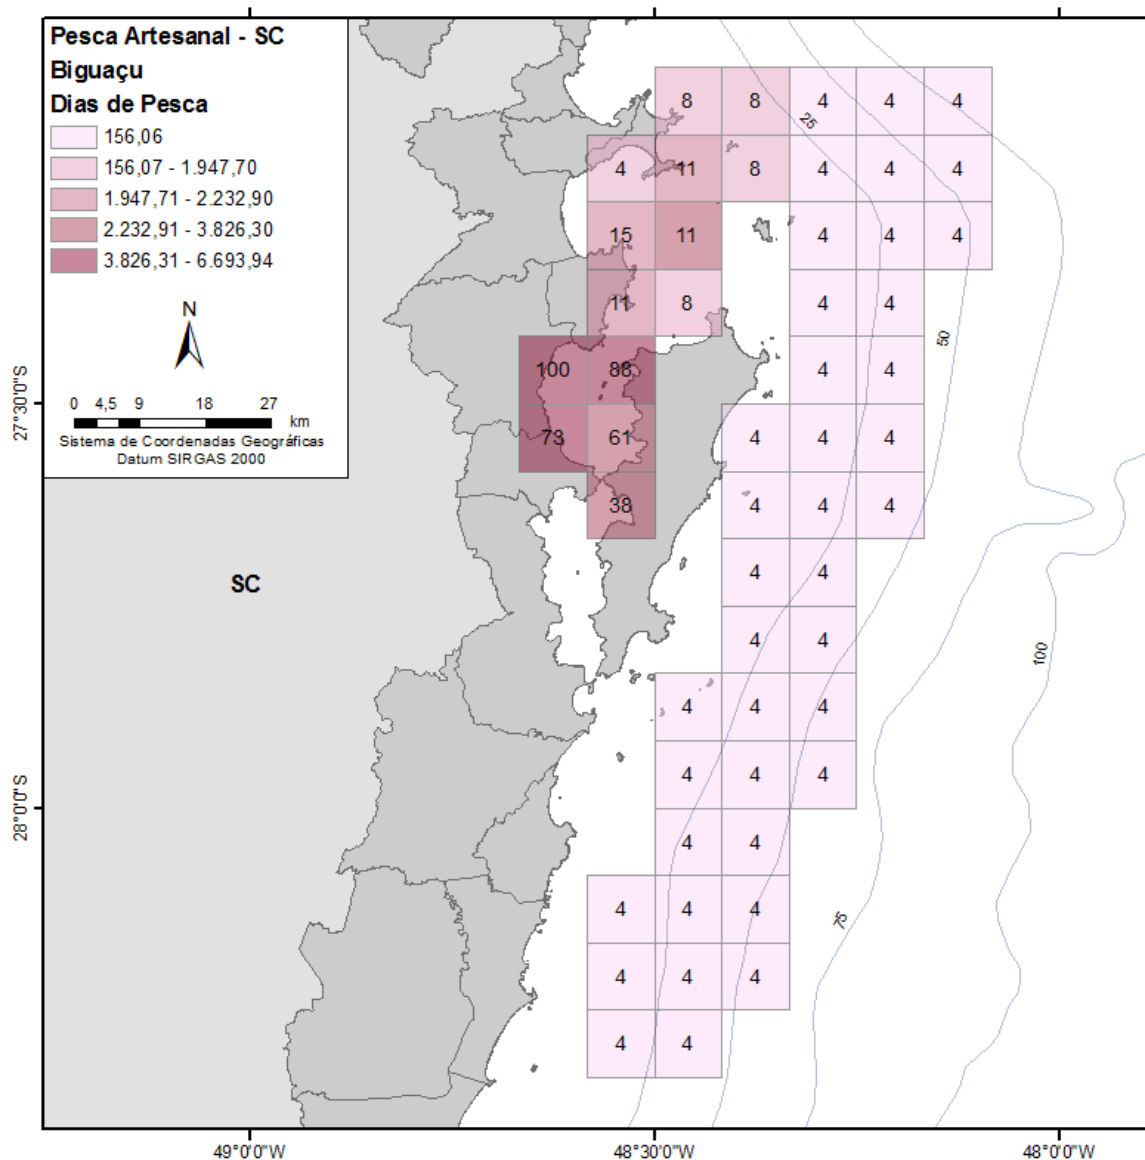 Pesca Artesanal - SC
Biguaçu
Dias de Pesca
156,06
156,07 - 1.947,70
1.947,71 - 2.232,90
2.232,91 - 3.826,30
3.826,31 - 6.693,94
N
0 4,5 9 18 27 km
Sistema de Coordenadas Geográficas
Datum SIRGAS 2000
8 8 4 4 4
25
4 11 8 4 4 4
15 11 4 4 4
11 8 4 4
50
100 88 4 4
27°30'0"S
73 61 4 4 4
38 4 4 4
SC
4 4
4 4
100
4 4 4
4 4 4
28°0'0"S
4 4
4 4 4
75
4 4 4
4 4
49°0'0"W 48°30'0"W 48°0'0"W